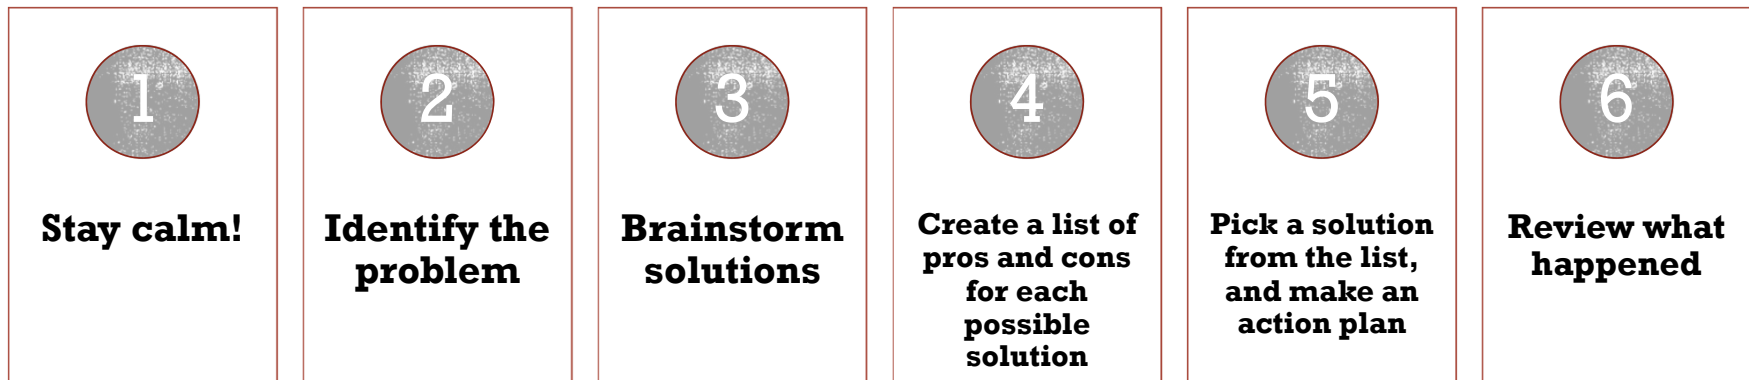 1
Stay calm!
2
Identify the
problem
3
Brainstorm
solutions
4
Create a list of
pros and cons
for each
possible
solution
5
Pick a solution
from the list,
and make an
action plan
6
Review what
happened